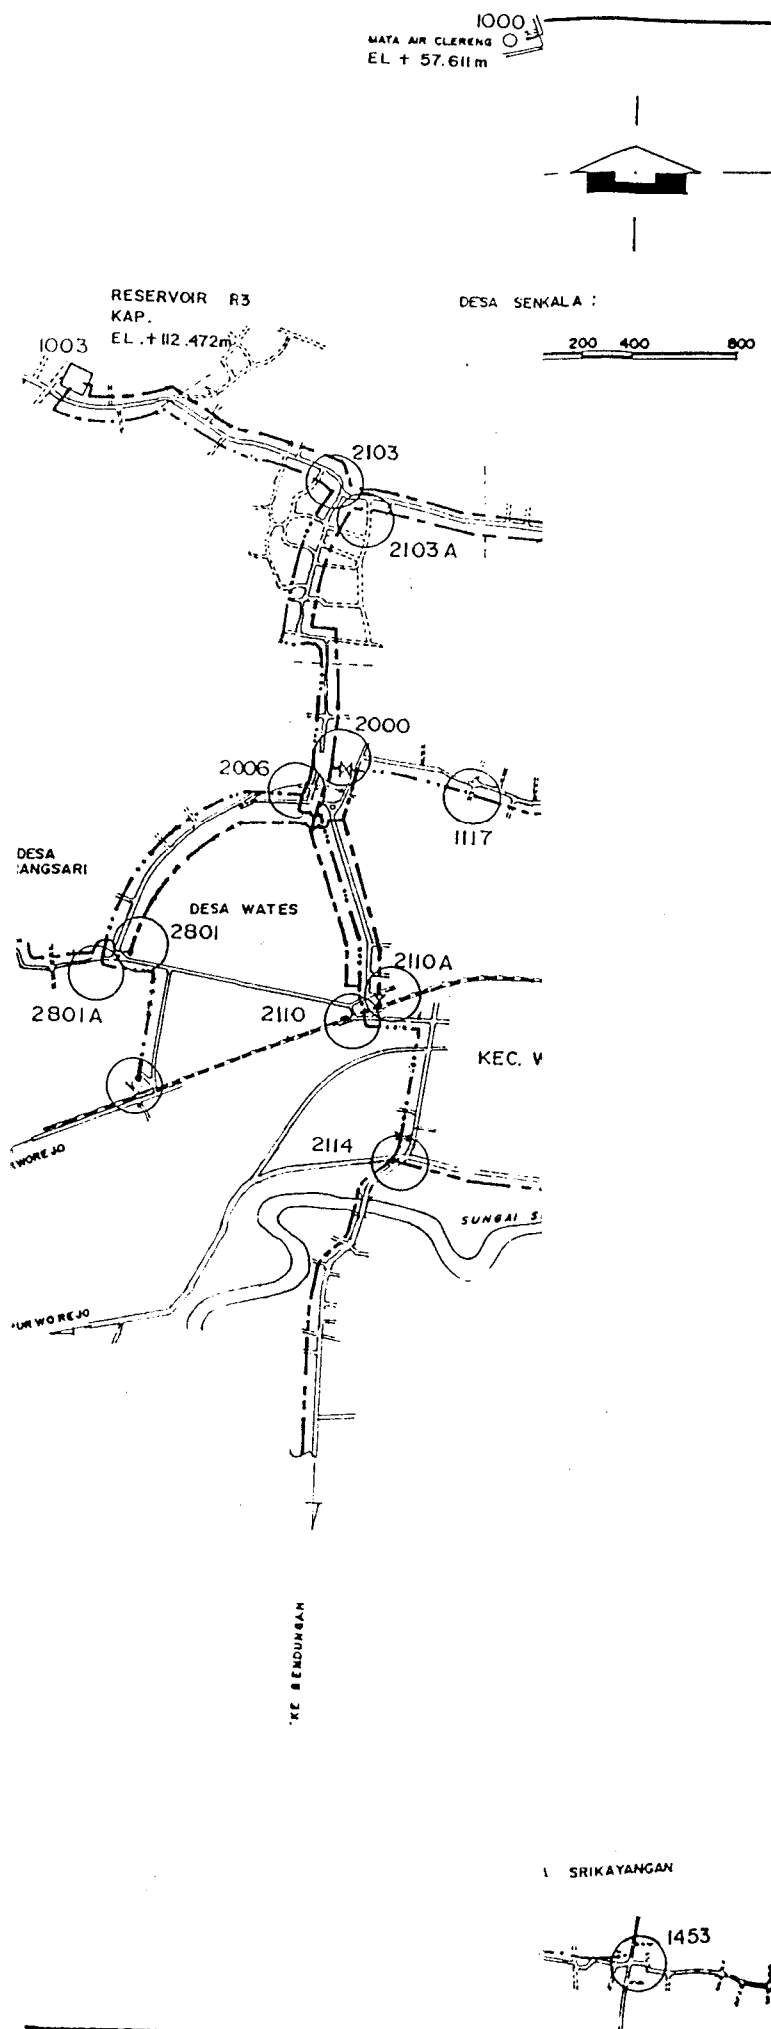 1000
MATA AIR CLERENG
EL + 57.611m
RESERVOIR R3
KAP.
EL.+112.472m
DESA SENKALA :
200 400 800
1003
2103
2103A
2000
2006
1117
DESA
DESA WATES
2801
2801A
2110A
2110
KEC. W
2114
SUNGAI S
KE BENDUNGAN
SRIKAYANGAN
1453